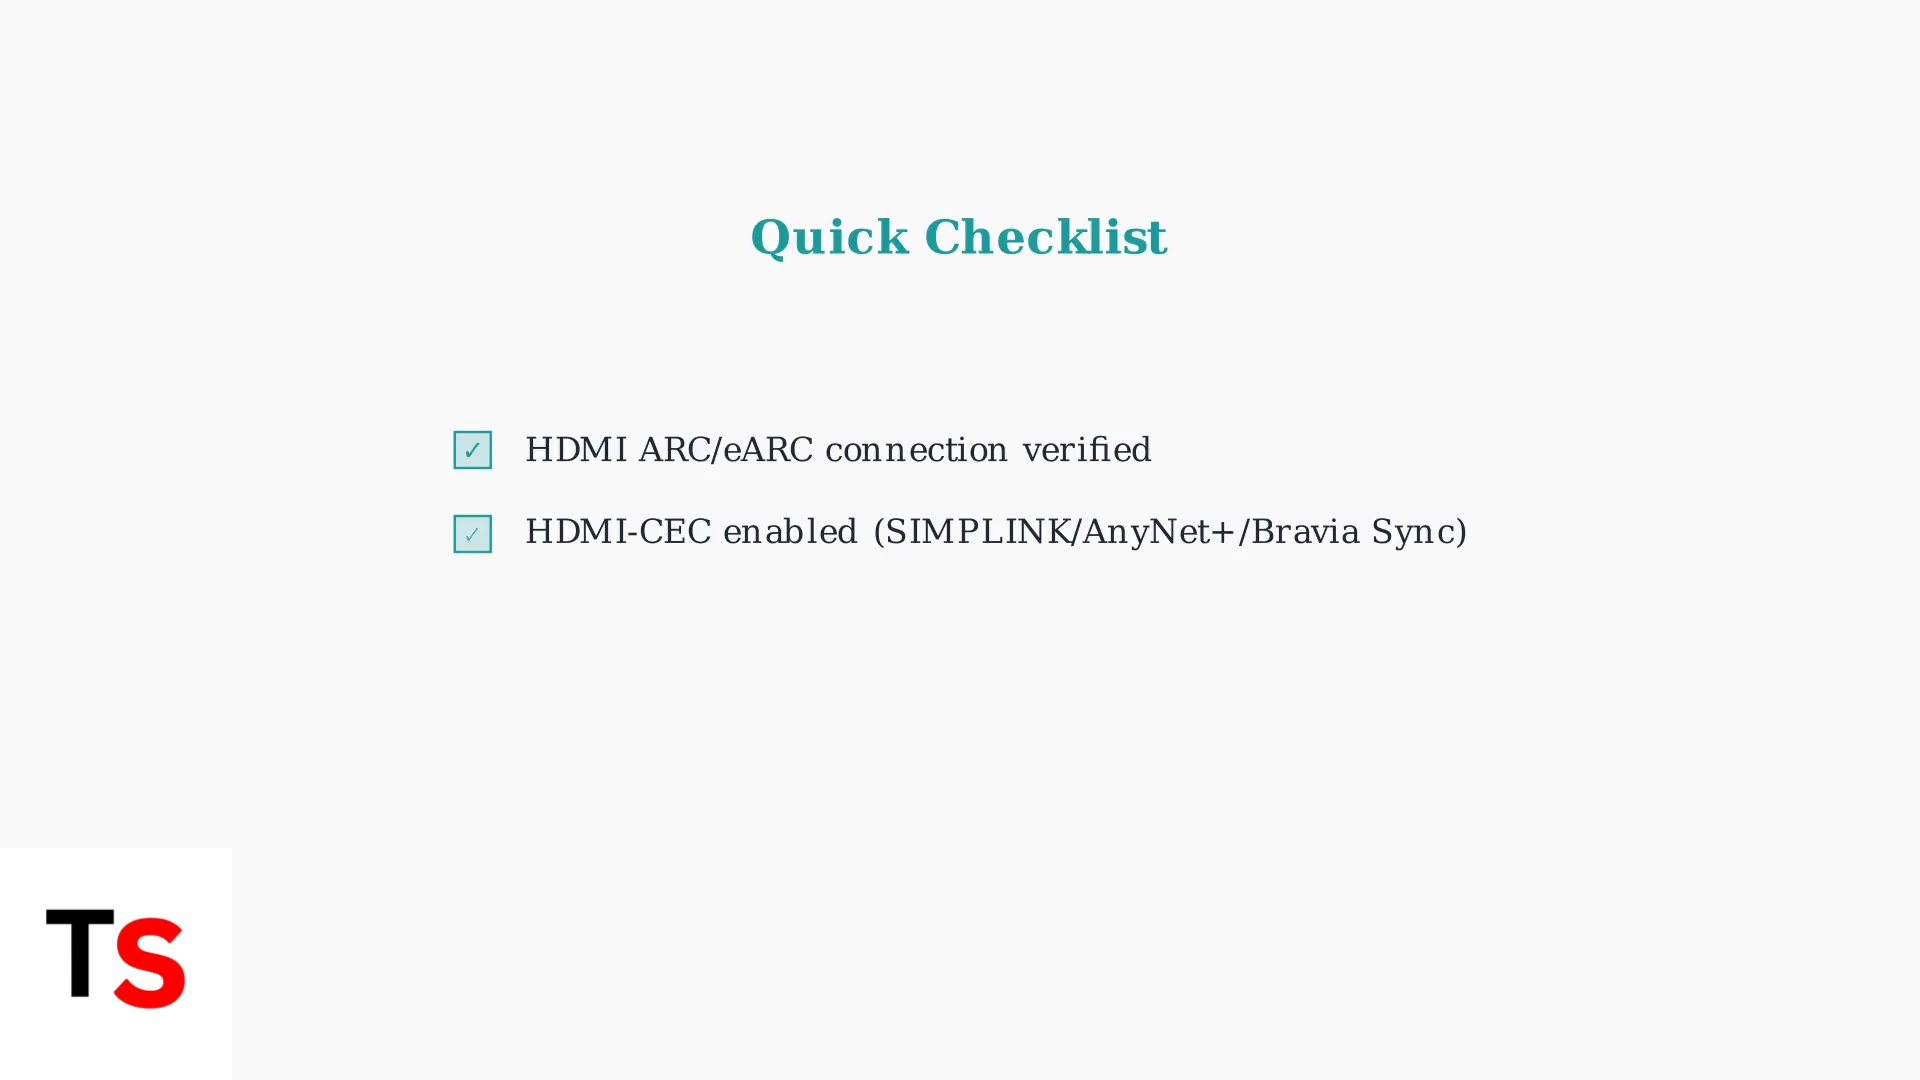 Quick Checklist
✓ HDMI ARC/eARC connection verified
✓ HDMI-CEC enabled (SIMPLINK/AnyNet+/Bravia Sync)
TS